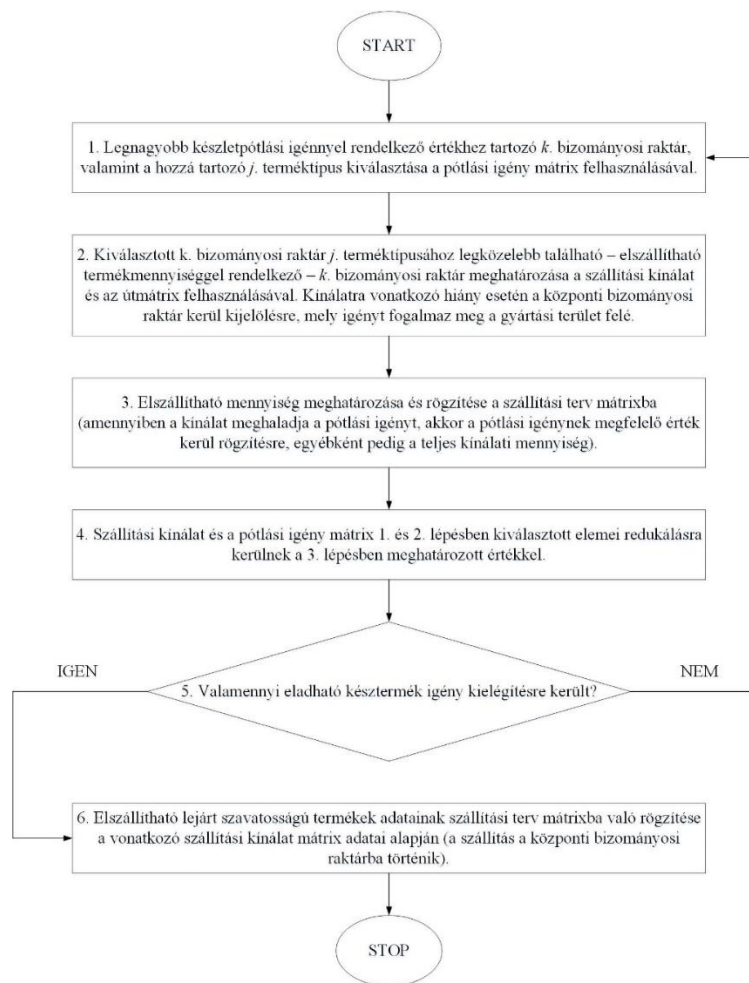 START
1. Legnagyobb készletpótlási igénnyel rendelkező értékhez tartozó k. bizományosi raktár,
valamint a hozzá tartozó j. terméktípus kiválasztása a pótlási igény mátrix felhasználásával.
2. Kiválasztott k. bizományosi raktár j. terméktípusához legközelebb található – elszállítható
termékmennyiséggel rendelkező – k. bizományosi raktár meghatározása a szállítási kínálat
és az útmátrix felhasználásával. Kínálatra vonatkozó hiány esetén a központi bizományosi
raktár kerül kijelölésre, mely igényt fogalmaz meg a gyártási terület felé.
3. Elszállítható mennyiség meghatározása és rögzítése a szállítási terv mátrixba
(amennyiben a kínálat meghaladja a pótlási igényt, akkor a pótlási igénynek megfelelő érték
kerül rögzítésre, egyébként pedig a teljes kínálati mennyiség).
4. Szállítási kínálat és a pótlási igény mátrix 1. és 2. lépésben kiválasztott elemei redukálásra
kerülnek a 3. lépésben meghatározott értékkel.
IGEN
NEM
5. Valamennyi eladható késztermék igény kielégítésre került?
6. Elszállítható lejárt szavatosságú termékek adatainak szállítási terv mátrixba való rögzítése
a vonatkozó szállítási kínálat mátrix adatai alapján (a szállítás a központi bizományosi
raktárba történik).
STOP